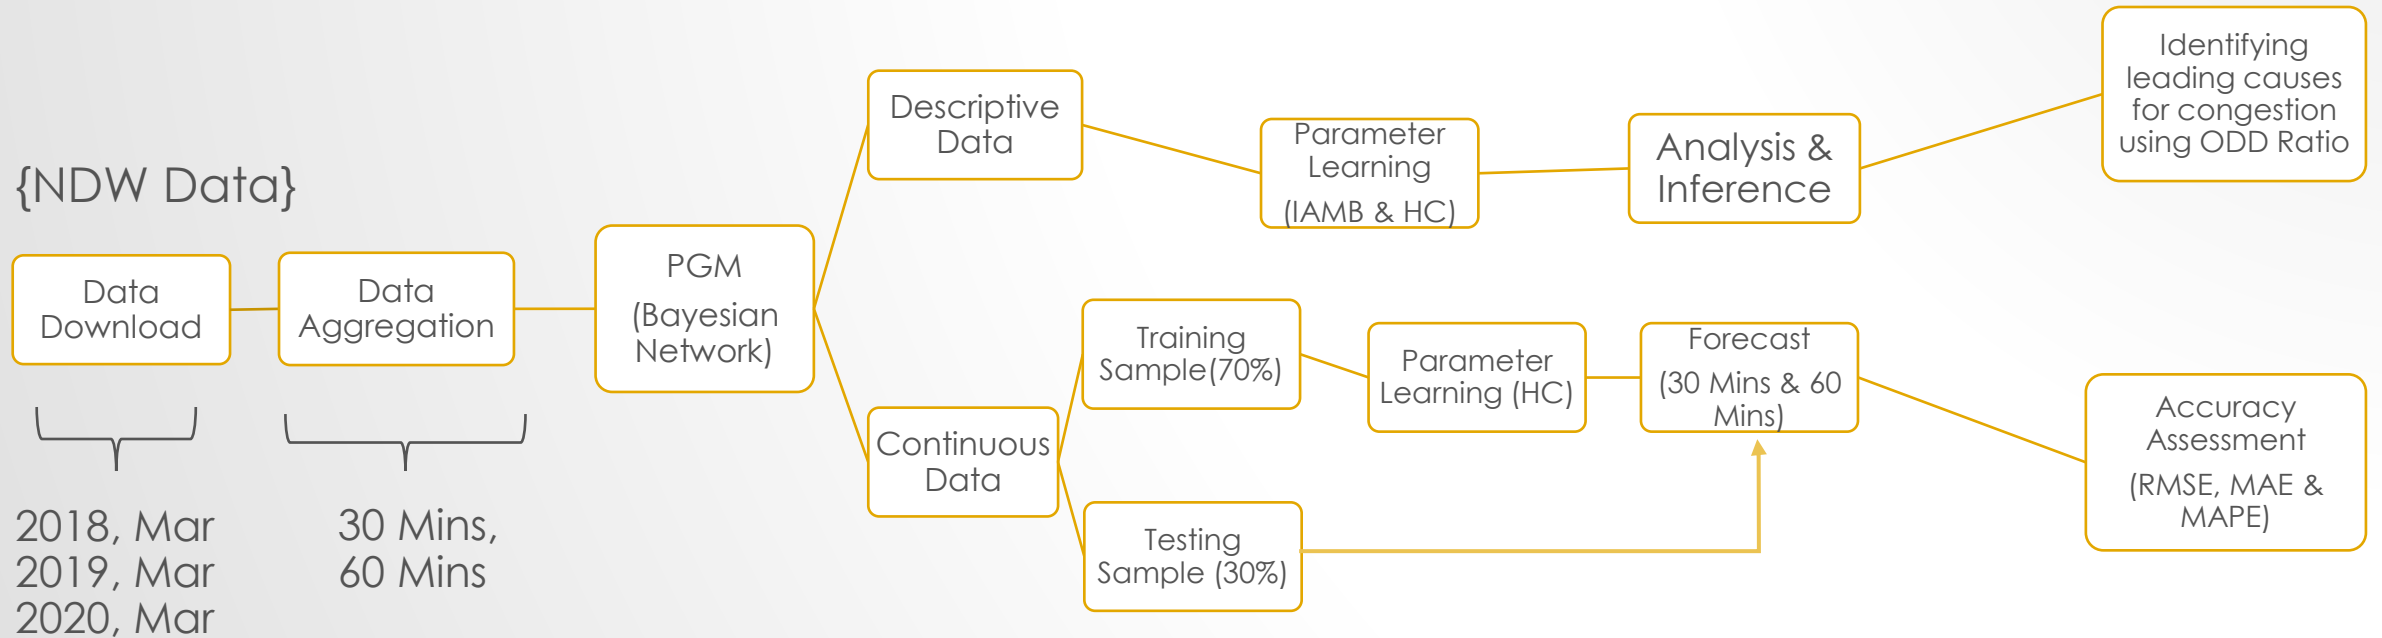 {NDW Data}
Data
Download
2018, Mar
2019, Mar
2020, Mar
Data
Aggregation
30 Mins,
60 Mins
PGM
(Bayesian
Network)
Descriptive
Data
Parameter
Learning
(IAMB & HC)
Analysis &
Inference
Identifying
leading causes
for congestion
using ODD Ratio
Continuous
Data
Training
Sample(70%)
Parameter
Learning (HC)
Forecast
(30 Mins & 60
Mins)
Testing
Sample (30%)
Accuracy
Assessment
(RMSE, MAE &
MAPE)